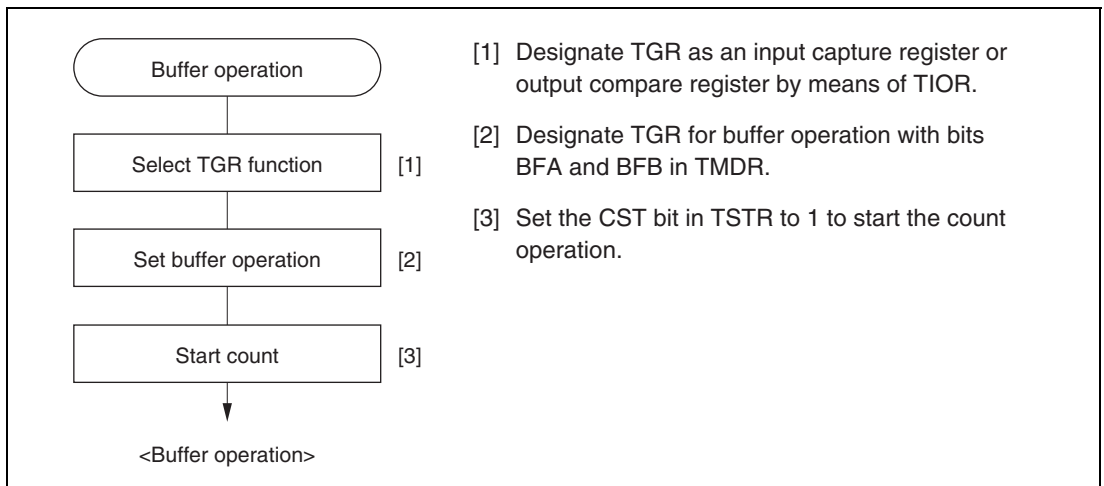 Buffer operation
Select TGR function
[1]
Set buffer operation
[2]
Start count
[3]
<Buffer operation>
[1] Designate TGR as an input capture register or
output compare register by means of TIOR.
[2] Designate TGR for buffer operation with bits
BFA and BFB in TMDR.
[3] Set the CST bit in TSTR to 1 to start the count
operation.